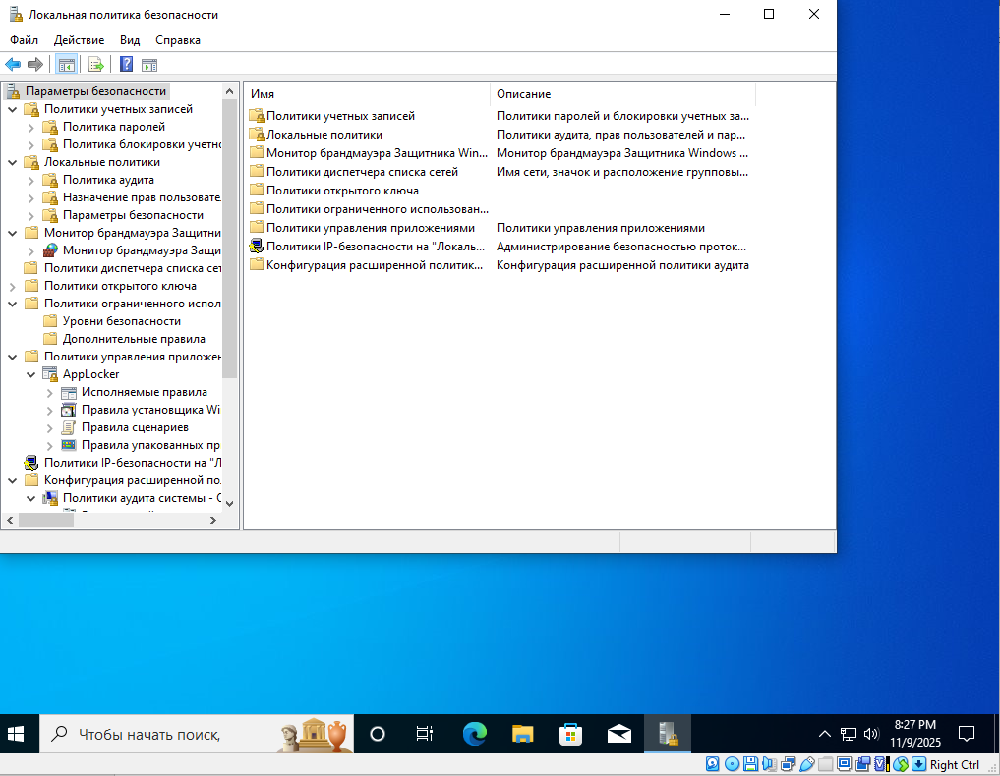 Локальная политика безопасности
Файл Действие Вид Справка
Параметры безопасности
Политики учетных записей
Политика паролей
Политика блокировки учетн
Локальные политики
Политика аудита
Назначение прав пользовате
Параметры безопасности
Монитор брандмауэра Защитни
Монитор брандмауэра Защи
Политики диспетчера списка сет
Политики открытого ключа
Политики ограниченного испол
Уровни безопасности
Дополнительные правила
Политики управления приложен
AppLocker
Исполняемые правила
Правила установщика Wi
Правила сценариев
Правила упакованных пр
Политики IP-безопасности на "Л
Конфигурация расширенной по
Политики аудита системы - О
Имя Описание
Политики учетных записей Политики паролей и блокировки учетных за...
Локальные политики Политики аудита, прав пользователей и пар...
Монитор брандмауэра Защитника Win... Монитор брандмауэра Защитника Windows ...
Политики диспетчера списка сетей Имя сети, значок и расположение групповы...
Политики открытого ключа
Политики ограниченного использован...
Политики управления приложениями Политики управления приложениями
Политики IP-безопасности на "Локаль... Администрирование безопасностью проток...
Конфигурация расширенной политик... Конфигурация расширенной политики аудита
Чтобы начать поиск,
8:27 PM
11/9/2025
Right Ctrl